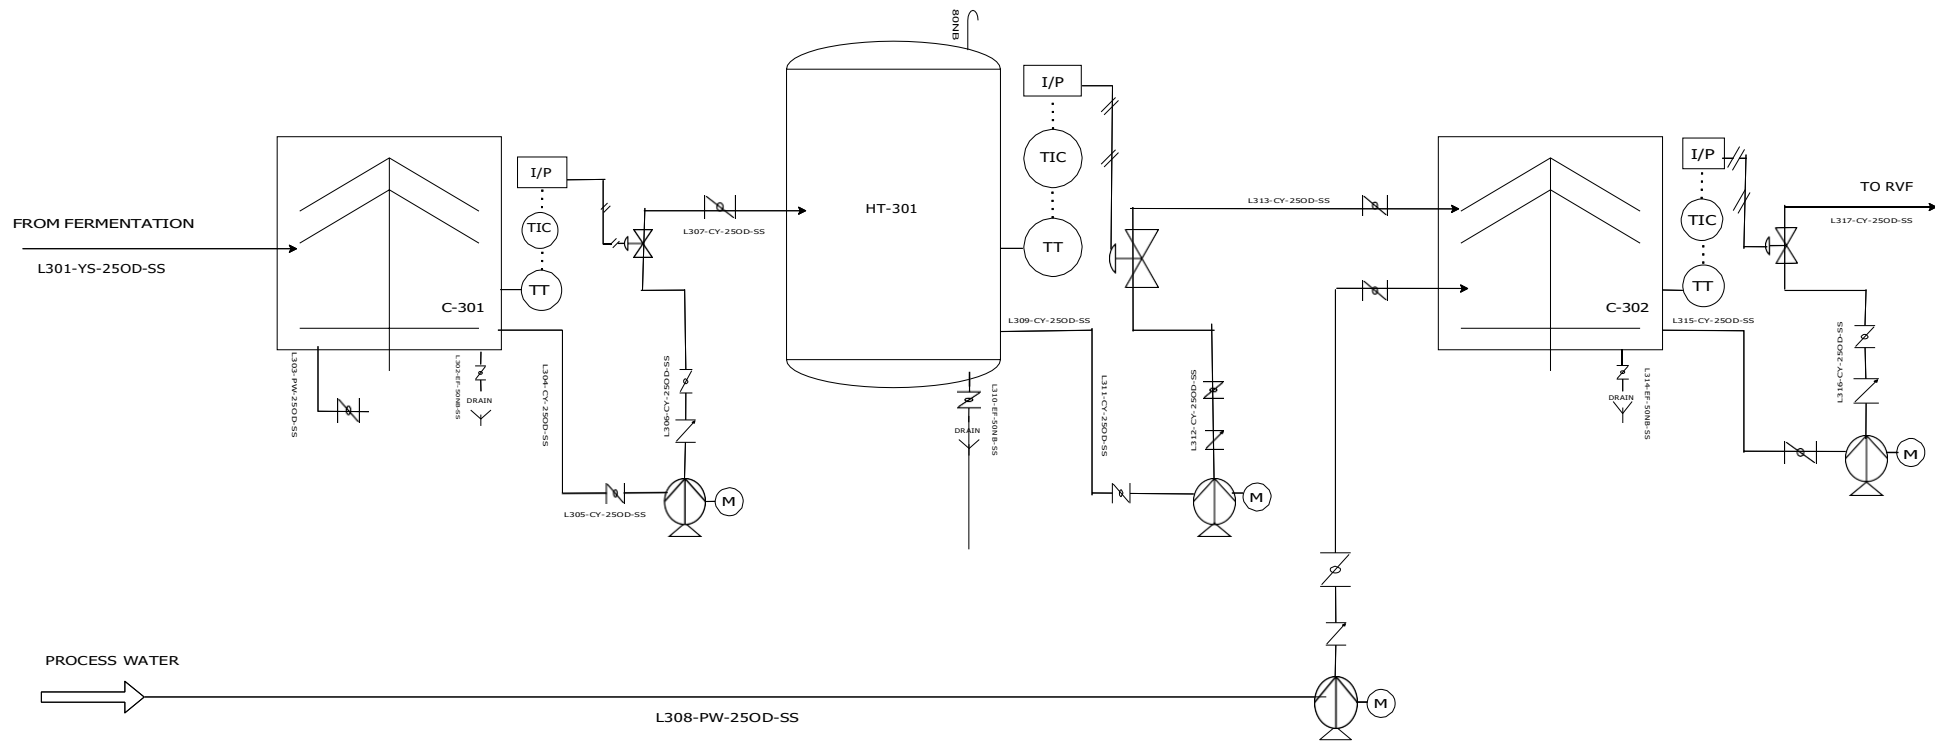 80NB
I/P
TIC
TT
HT-301
I/P
TIC
TT
I/P
TIC
TT
FROM FERMENTATION
L301-YS-25OD-SS
C-301
L307-CY-25OD-SS
L313-CY-25OD-SS
TO RVF
L317-CY-25OD-SS
C-302
L309-CY-25OD-SS
L315-CY-25OD-SS
L303-PW-25OD-SS
L302-EF-50NB-SS
DRAIN
L304-CY-25OD-SS
L306-CY-25OD-SS
L310-EF-50NB-SS
DRAIN
L311-CY-25OD-SS
L312-CY-25OD-SS
L314-EF-50NB-SS
DRAIN
L316-CY-25OD-SS
M
L305-CY-25OD-SS
M
M
PROCESS WATER
L308-PW-25OD-SS
M